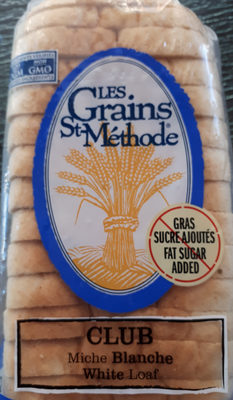 NON
GMO
LES
Grains
St-Méthode
GRAS
SUCRE AJOUTÉS
FAT SUGAR
ADDED
CLUB
Miche Blanche
White Loaf